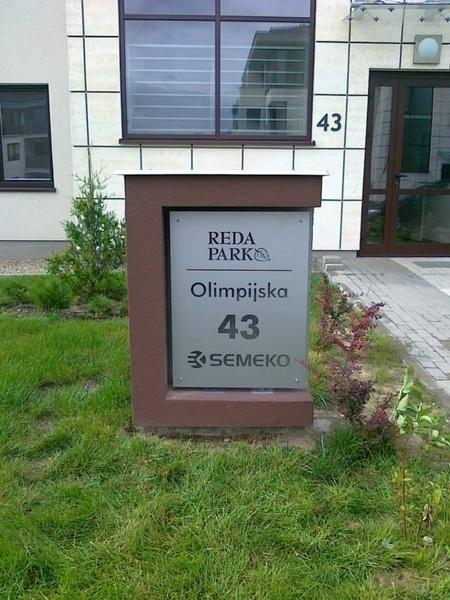 43
REDA
PARK
Olimpijska
43
SEMEKO